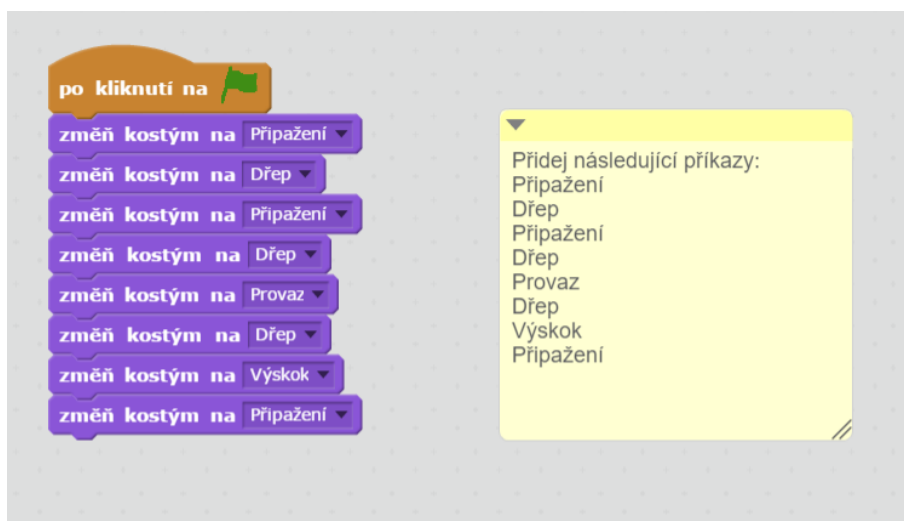 po kliknutí na
změň kostým na Připažení
změň kostým na Dřep
změň kostým na Připažení
změň kostým na Dřep
změň kostým na Provaz
změň kostým na Dřep
změň kostým na Výskok
změň kostým na Připažení
Přidej následující příkazy:
Připažení
Dřep
Připažení
Dřep
Provaz
Dřep
Výskok
Připažení